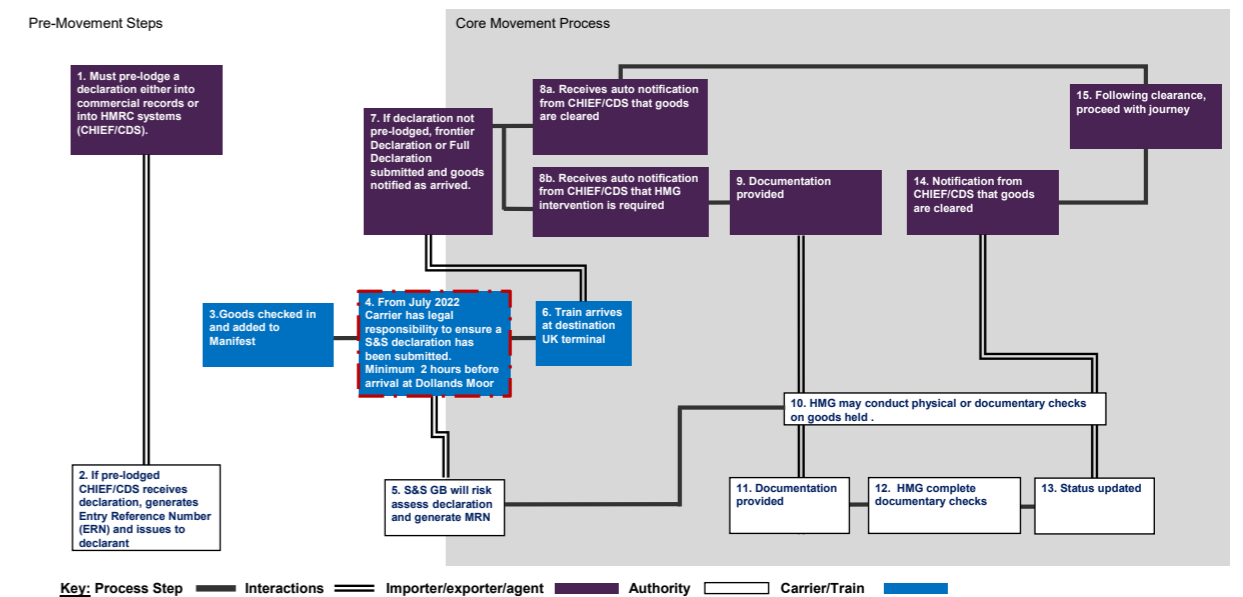 Pre-Movement Steps
Core Movement Process
1. Must pre-lodge a
declaration either into
commercial records or
into HMRC systems
(CHIEF/CDS).
2. If pre-lodged
CHIEF/CDS receives
declaration, generates
Entry Reference Number
(ERN) and issues to
declarant
3.Goods checked in
and added to
Manifest
4. From July 2022
Carrier has legal
responsibility to ensure a
S&S declaration has
been submitted.
Minimum 2 hours before
arrival at Dollands Moor
5. S&S GB will risk
assess declaration
and generate MRN
6. Train arrives
at destination
UK terminal
7. If declaration not
pre-lodged, frontier
Declaration or Full
Declaration
submitted and goods
notified as arrived.
8a. Receives auto notification
from CHIEF/CDS that goods
are cleared
8b. Receives auto notification
from CHIEF/CDS that HMG
intervention is required
9. Documentation
provided
10. HMG may conduct physical or documentary checks
on goods held .
11. Documentation
provided
12. HMG complete
documentary checks
13. Status updated
14. Notification from
CHIEF/CDS that goods
are cleared
15. Following clearance,
proceed with journey
Key: Process Step Interactions Importer/exporter/agent Authority Carrier/Train